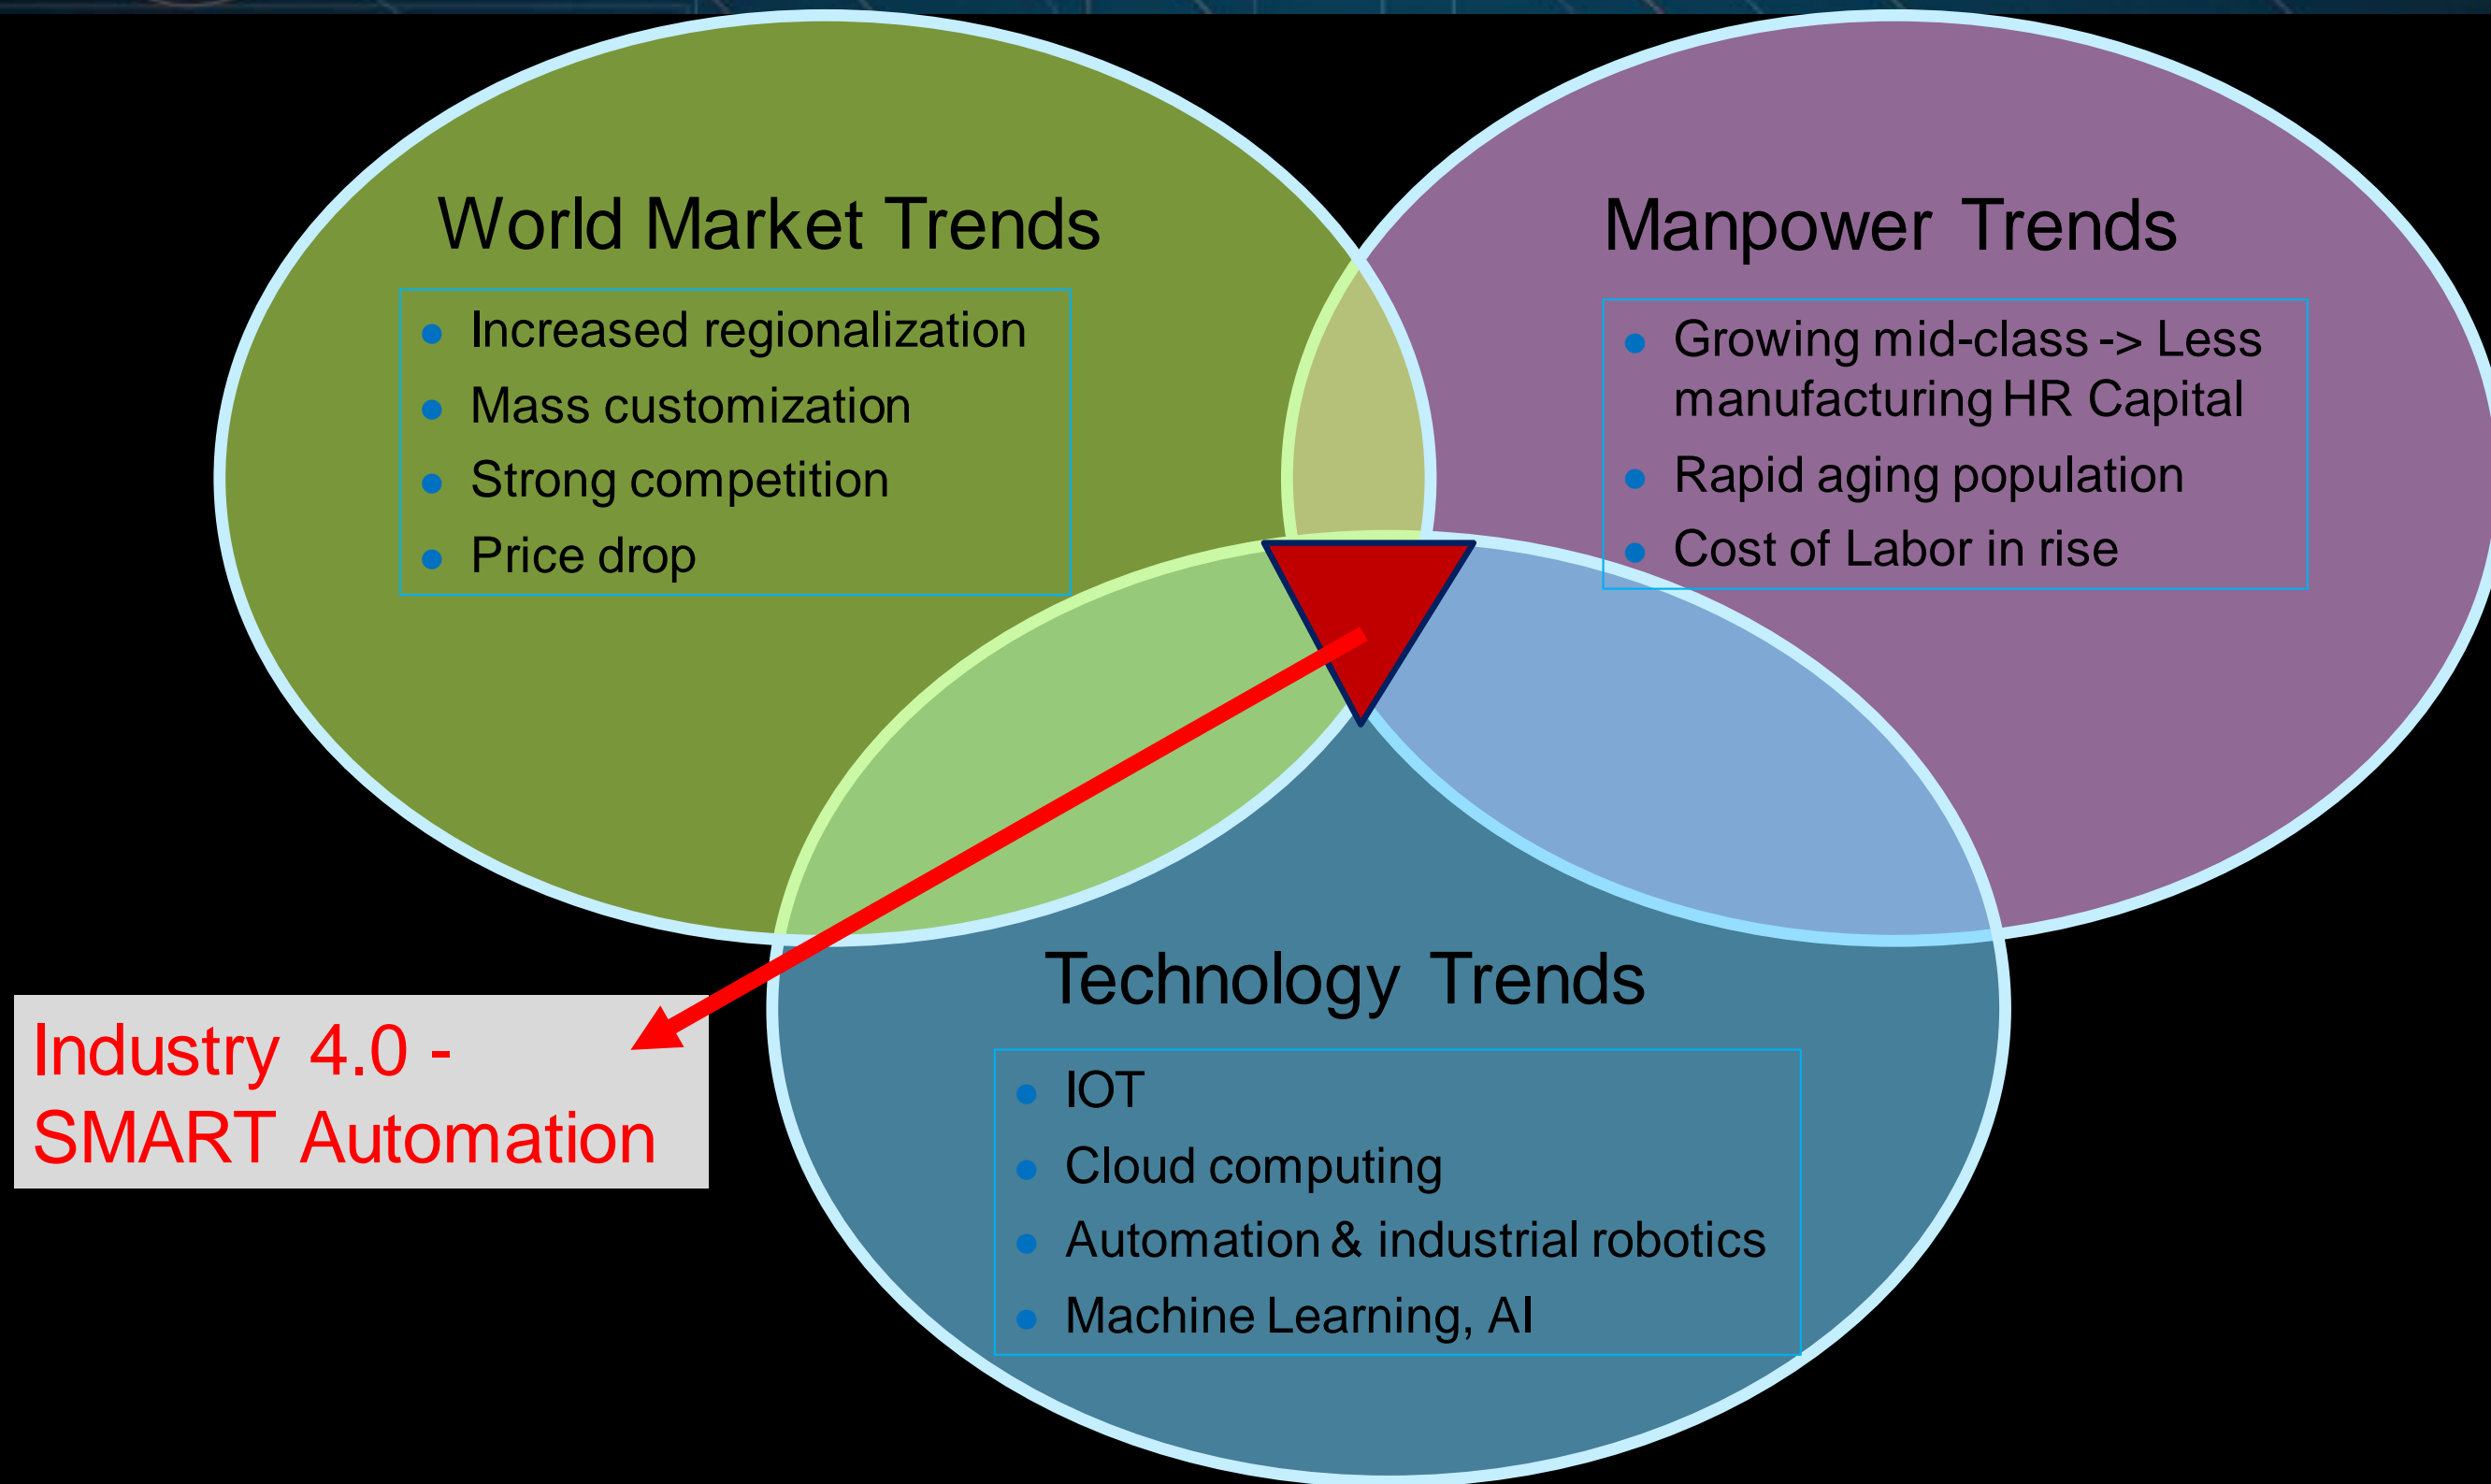 World Market Trends
Increased regionalization
Mass customization
Strong competition
Price drop
Manpower Trends
Growing mid-class -> Less
manufacturing HR Capital
Rapid aging population
Cost of Labor in rise
Technology Trends
IOT
Cloud computing
Automation & industrial robotics
Machine Learning, AI
Industry 4.0 -
SMART Automation